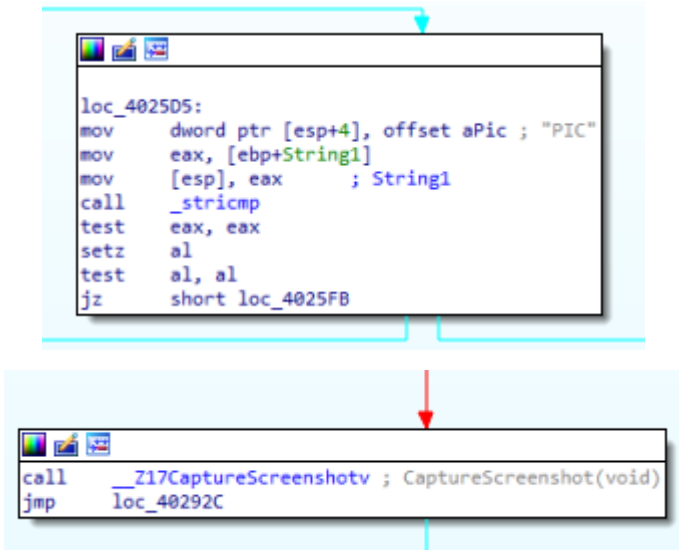 loc_4025D5:
mov dword ptr [esp+4], offset aPic ; "PIC"
mov eax, [ebp+String1]
mov [esp], eax ; String1
call _stricmp
test eax, eax
setz al
test al, al
jz short loc_4025FB
call __Z17CaptureScreenshotv ; CaptureScreenshot(void)
jmp loc_40292C